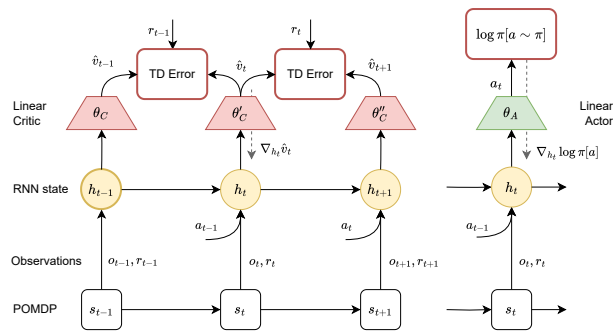 r_{t-1}
r_t
log π[a ∼ π]
v̂_{t-1}
TD Error
v̂_t
TD Error
v̂_{t+1}
a_t
Linear
Critic
θ_C
θ'_C
θ''_C
θ_A
Linear
Actor
∇_{h_t} v̂_t
∇_{h_t} log π[a]
RNN state
h_{t-1}
h_t
h_{t+1}
h_t
a_{t-1}
a_t
a_{t-1}
Observations
o_{t-1}, r_{t-1}
o_t, r_t
o_{t+1}, r_{t+1}
o_t, r_t
POMDP
s_{t-1}
s_t
s_{t+1}
s_t